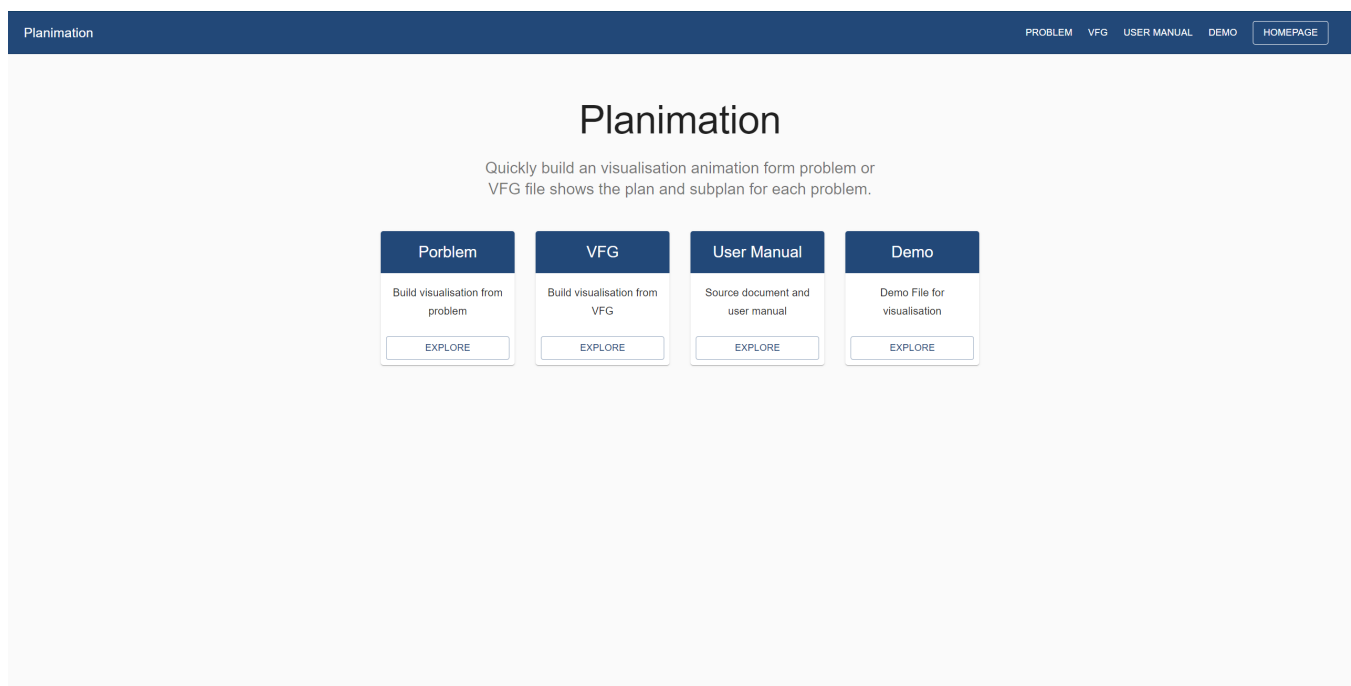 Planimation
PROBLEM VFG USER MANUAL DEMO HOMEPAGE
Planimation
Quickly build an visualisation animation form problem or
VFG file shows the plan and subplan for each problem.
Porblem
Build visualisation from
problem
EXPLORE
VFG
Build visualisation from
VFG
EXPLORE
User Manual
Source document and
user manual
EXPLORE
Demo
Demo File for
visualisation
EXPLORE